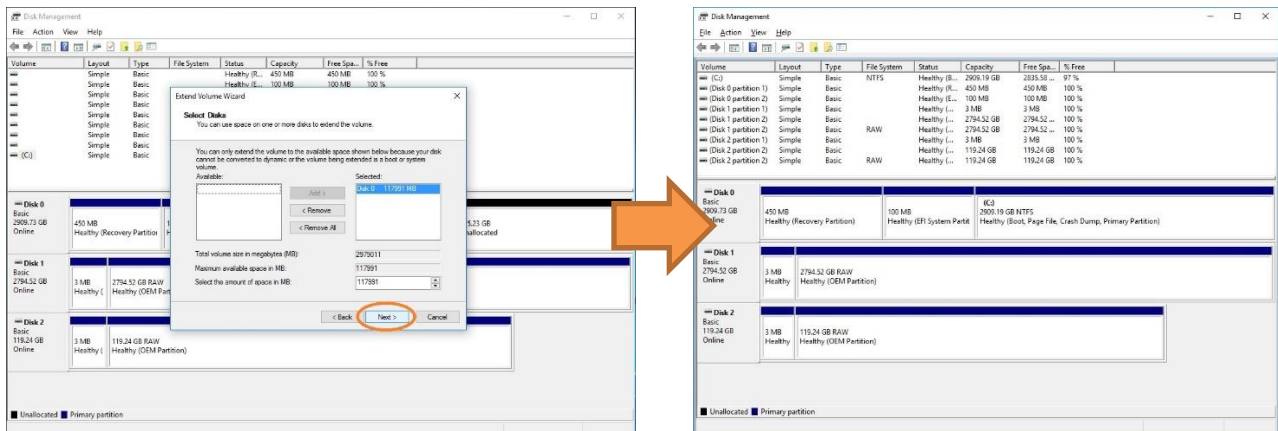 Disk Management
File Action View Help
Volume Layout Type File System Status Capacity Free Spa... % Free
Simple Basic Healthy (R... 450 MB 450 MB 100 %
Simple Basic Healthy (E... 100 MB 100 MB 100 %
Simple Basic
Simple Basic
Simple Basic
Simple Basic
Simple Basic
Simple Basic
(C:) Simple Basic
Extend Volume Wizard
Select Disks
You can use space on one or more disks to extend the volume.
You can only extend the volume to the available space shown below because your disk
cannot be converted to dynamic or the volume being extended is a boot or system
volume.
Available: Selected:
Disk 0 117991 MB
Add >
< Remove
< Remove All
Total volume size in megabytes (MB): 2979011
Maximum available space in MB: 117991
Select the amount of space in MB: 117991
< Back Next > Cancel
Disk 0
Basic
2909.73 GB
Online
450 MB
Healthy (Recovery Partition
5.23 GB
allocated
Disk 1
Basic
2794.52 GB
Online
3 MB
Healthy (
2794.52 GB RAW
Healthy (OEM Part
Disk 2
Basic
119.24 GB
Online
3 MB
Healthy (
119.24 GB RAW
Healthy (OEM Partition)
Unallocated Primary partition
Disk Management
File Action View Help
Volume Layout Type File System Status Capacity Free Spa... % Free
(C:) Simple Basic NTFS Healthy (B... 2909.19 GB 2835.58 ... 97 %
(Disk 0 partition 1) Simple Basic Healthy (R... 450 MB 450 MB 100 %
(Disk 0 partition 2) Simple Basic Healthy (E... 100 MB 100 MB 100 %
(Disk 1 partition 1) Simple Basic Healthy (... 3 MB 3 MB 100 %
(Disk 1 partition 2) Simple Basic Healthy (... 2794.52 GB 2794.52 ... 100 %
(Disk 1 partition 2) Simple Basic RAW Healthy (... 2794.52 GB 2794.52 ... 100 %
(Disk 2 partition 1) Simple Basic Healthy (... 3 MB 3 MB 100 %
(Disk 2 partition 2) Simple Basic Healthy (... 119.24 GB 119.24 GB 100 %
(Disk 2 partition 2) Simple Basic RAW Healthy (... 119.24 GB 119.24 GB 100 %
Disk 0
Basic
2909.73 GB
line
450 MB
Healthy (Recovery Partition)
100 MB
Healthy (EFI System Partit
(C:)
2909.19 GB NTFS
Healthy (Boot, Page File, Crash Dump, Primary Partition)
Disk 1
Basic
2794.52 GB
Online
3 MB
Healthy
2794.52 GB RAW
Healthy (OEM Partition)
Disk 2
Basic
119.24 GB
Online
3 MB
Healthy
119.24 GB RAW
Healthy (OEM Partition)
Unallocated Primary partition